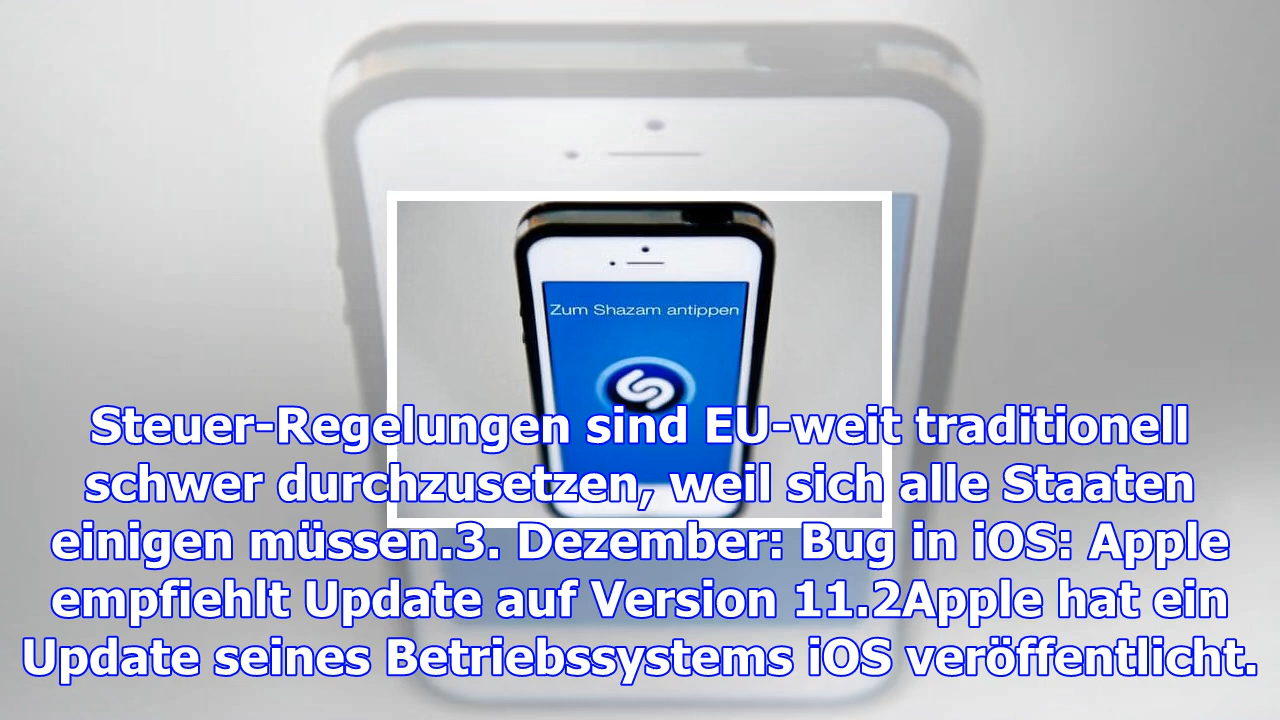 Zum Shazam antippen
Steuer-Regelungen sind EU-weit traditionell
schwer durchzusetzen, weil sich alle Staaten
einigen müssen.3. Dezember: Bug in iOS: Apple
empfiehlt Update auf Version 11.2Apple hat ein
Update seines Betriebssystems iOS veröffentlicht.